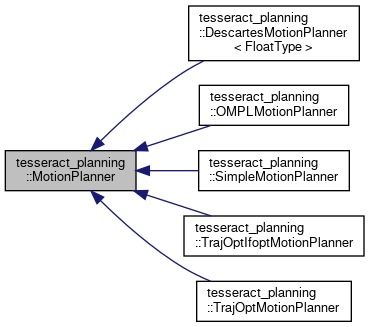 tesseract_planning
::DescartesMotionPlanner
< FloatType >
tesseract_planning
::OMPLMotionPlanner
tesseract_planning
::MotionPlanner
tesseract_planning
::SimpleMotionPlanner
tesseract_planning
::TrajOptIfoptMotionPlanner
tesseract_planning
::TrajOptMotionPlanner